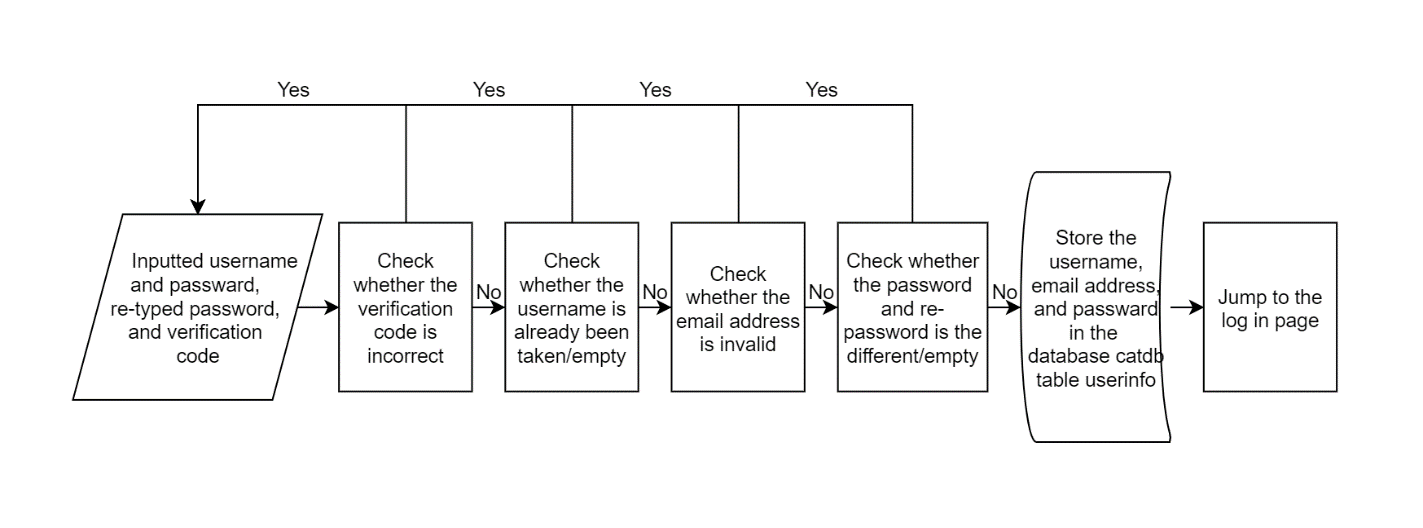 Yes
Yes
Yes
Yes
Inputted username
and passward,
re-typed password,
and verification
code
Check
whether the
verification
code is
incorrect
No
Check
whether the
username is
already been
taken/empty
No
Check
whether the
email address
is invalid
No
Check whether
the password
and re-
password is the
different/empty
No
Store the
username,
email address,
and passward
in the
database catdb
table userinfo
Jump to the
log in page